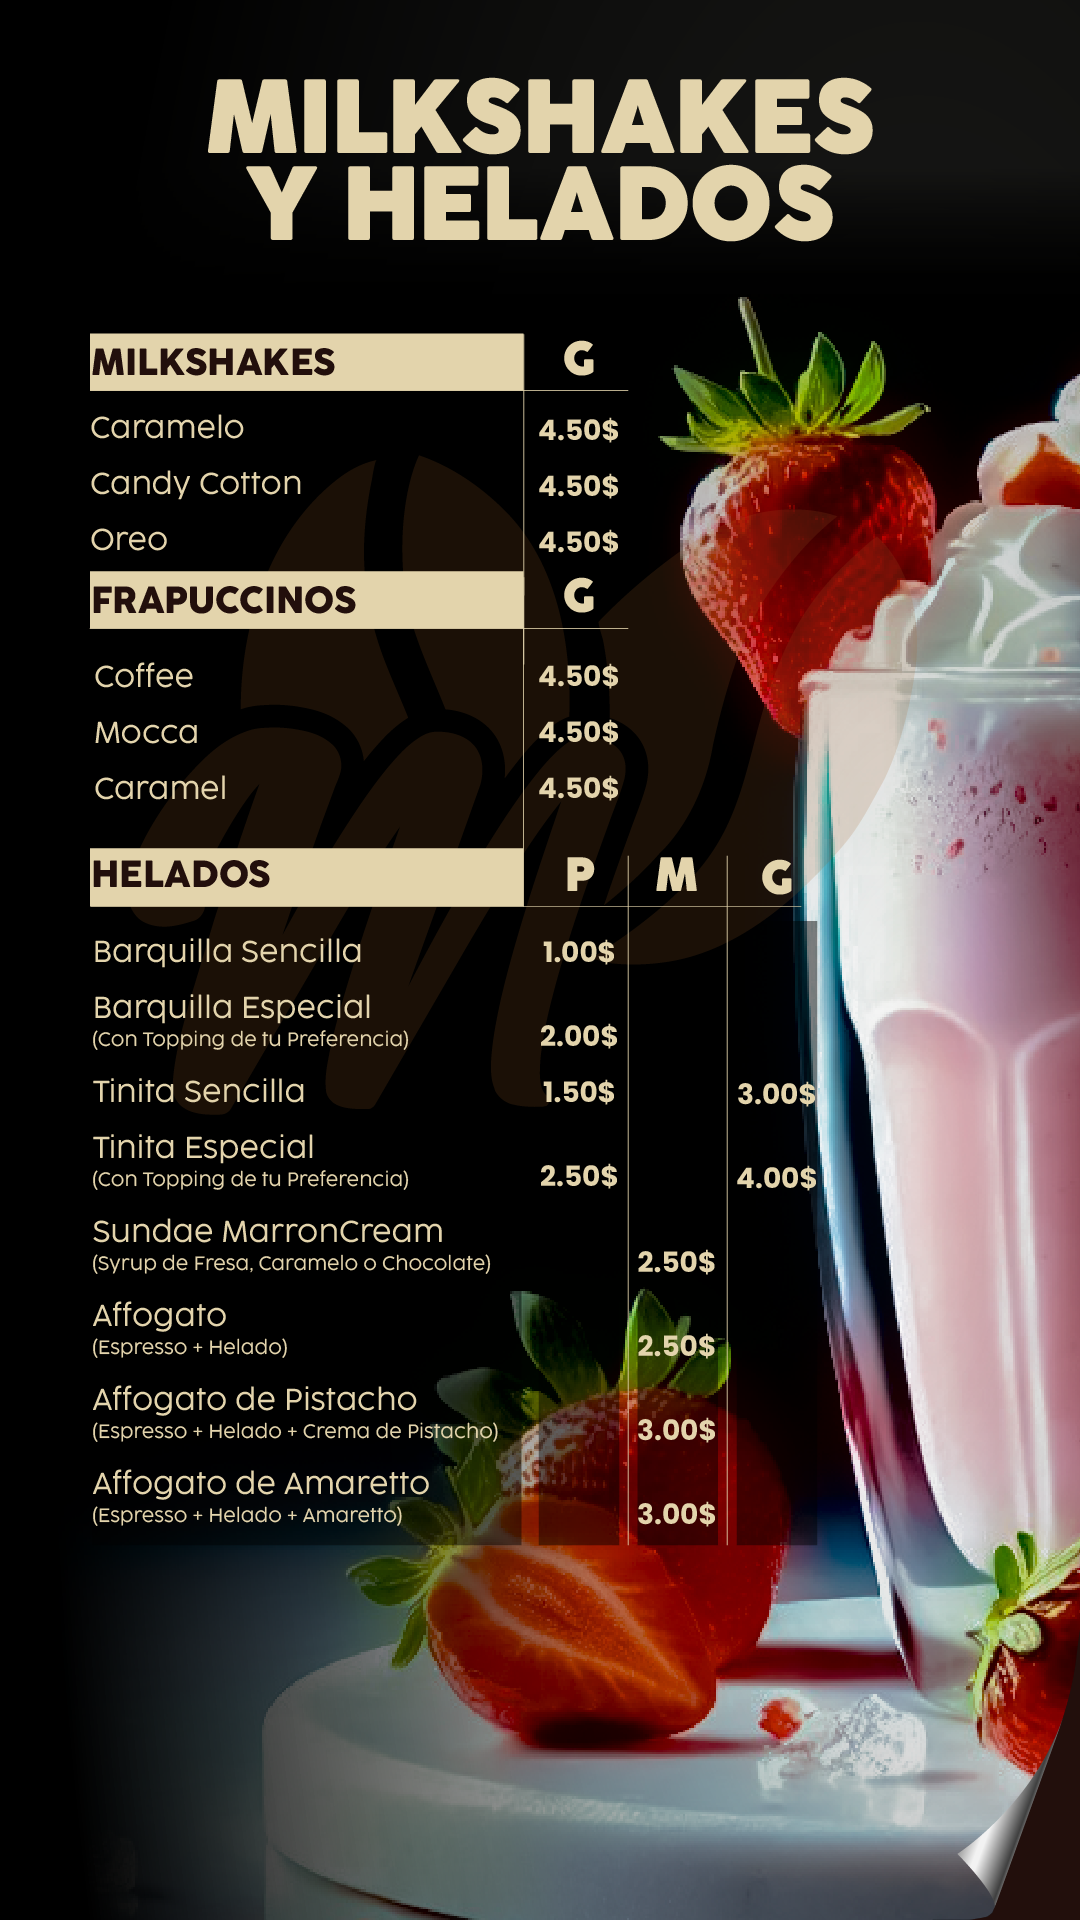 MILKSHAKES
Y HELADOS
MILKSHAKES G
Caramelo 4.50$
Candy Cotton 4.50$
Oreo 4.50$
FRAPUCCINOS G
Coffee 4.50$
Mocca 4.50$
Caramel 4.50$
HELADOS P M G
Barquilla Sencilla 1.00$
Barquilla Especial
(Con Topping de tu Preferencia) 2.00$
Tinita Sencilla 1.50$ 3.00$
Tinita Especial
(Con Topping de tu Preferencia) 2.50$ 4.00$
Sundae MarronCream
(Syrup de Fresa, Caramelo o Chocolate) 2.50$
Affogato
(Espresso + Helado) 2.50$
Affogato de Pistacho
(Espresso + Helado + Crema de Pistacho) 3.00$
Affogato de Amaretto
(Espresso + Helado + Amaretto) 3.00$